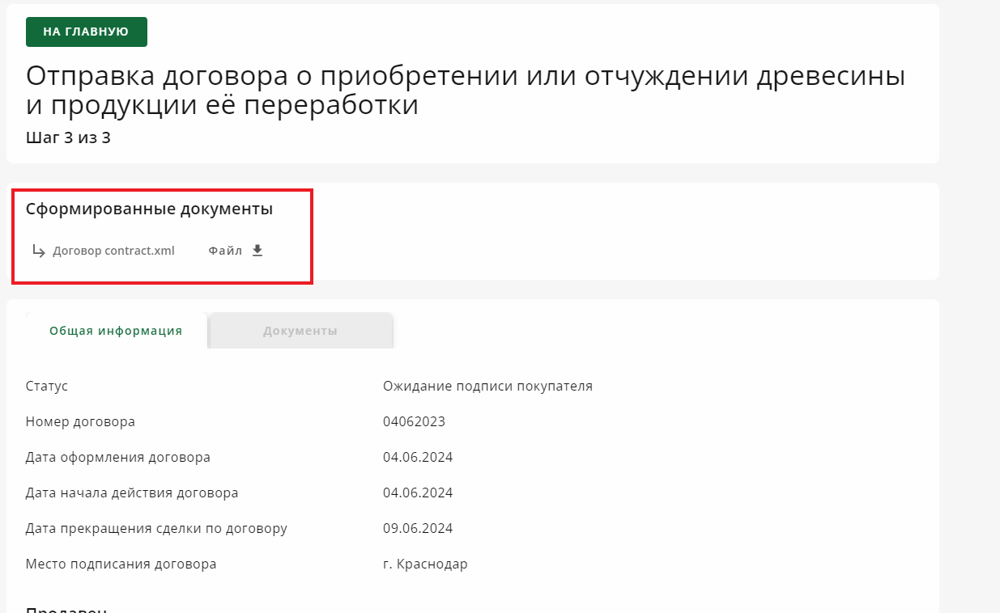 НА ГЛАВНУЮ
Отправка договора о приобретении или отчуждении древесины
и продукции её переработки
Шаг 3 из 3
Сформированные документы
Договор contract.xml Файл
Общая информация Документы
Статус Ожидание подписи покупателя
Номер договора 04062023
Дата оформления договора 04.06.2024
Дата начала действия договора 04.06.2024
Дата прекращения сделки по договору 09.06.2024
Место подписания договора г. Краснодар
Продавец